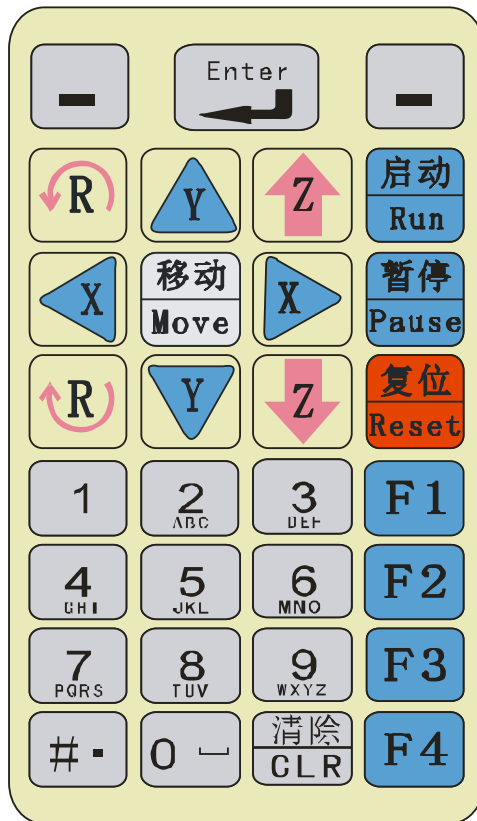 Enter
R Y Z 启动
Run
X 移动 X 暂停
Move Pause
R Y Z 复位
Reset
1 2 3 F1
ABC DEF
4 5 6 F2
GHI JKL MNO
7 8 9 F3
PQRS TUV WXYZ
#. 0 清除 F4
CLR